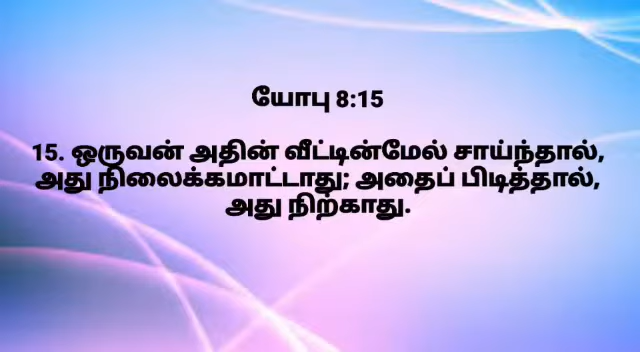 யோபு 8:15
15. ஒருவன் அதின் வீட்டின்மேல் சாய்ந்தால்,
அது நிலைக்கமாட்டாது; அதைப் பிடித்தால்,
அது நிற்காது.